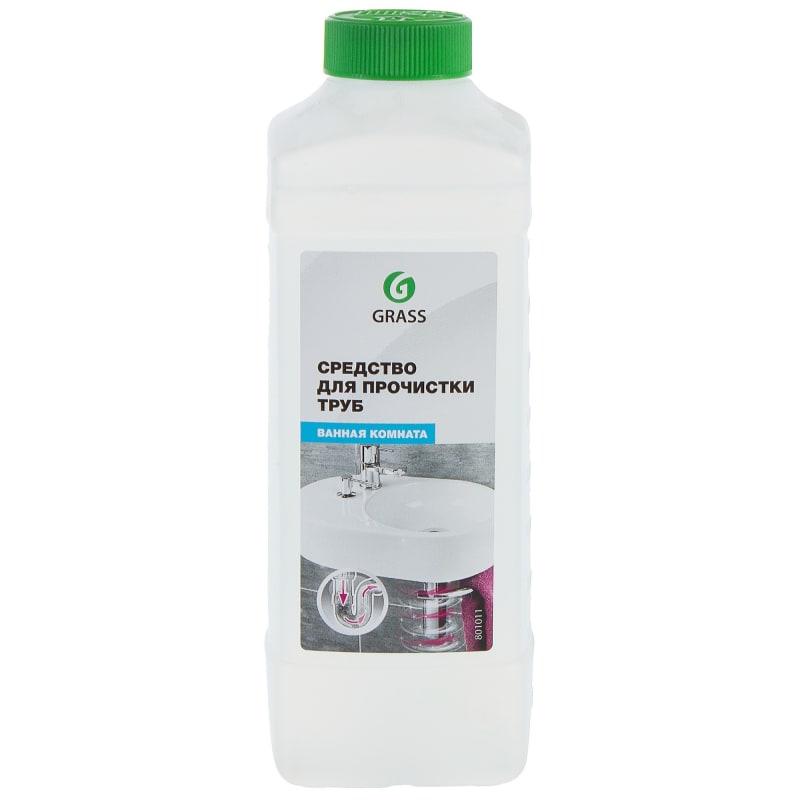 GRASS
СРЕДСТВО
ДЛЯ ПРОЧИСТКИ
ТРУБ
ВАННАЯ КОМНАТА
801011